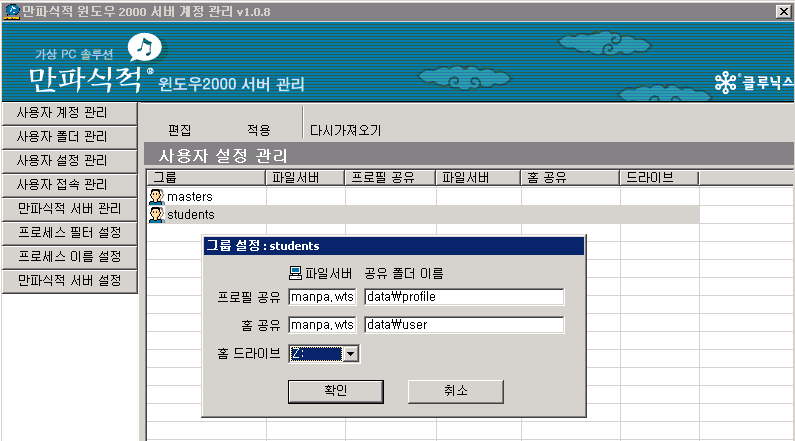 만파식적 윈도우 2000 서버 계정 관리 v1.0.8
가상 PC 솔루션
만파식적® 윈도우2000 서버 관리
클루닉스
사용자 계정 관리
사용자 폴더 관리
사용자 설정 관리
사용자 접속 관리
만파식적 서버 관리
프로세스 필터 설정
프로세스 이름 설정
만파식적 서버 설정
편집 적용 다시가져오기
사용자 설정 관리
그룹 파일서버 프로필 공유 파일서버 홈 공유 드라이브
masters
students
그룹 설정 : students
파일서버 공유 폴더 이름
프로필 공유 manpa.wts data₩profile
홈 공유 manpa.wts data₩user
홈 드라이브 Z:
확인 취소